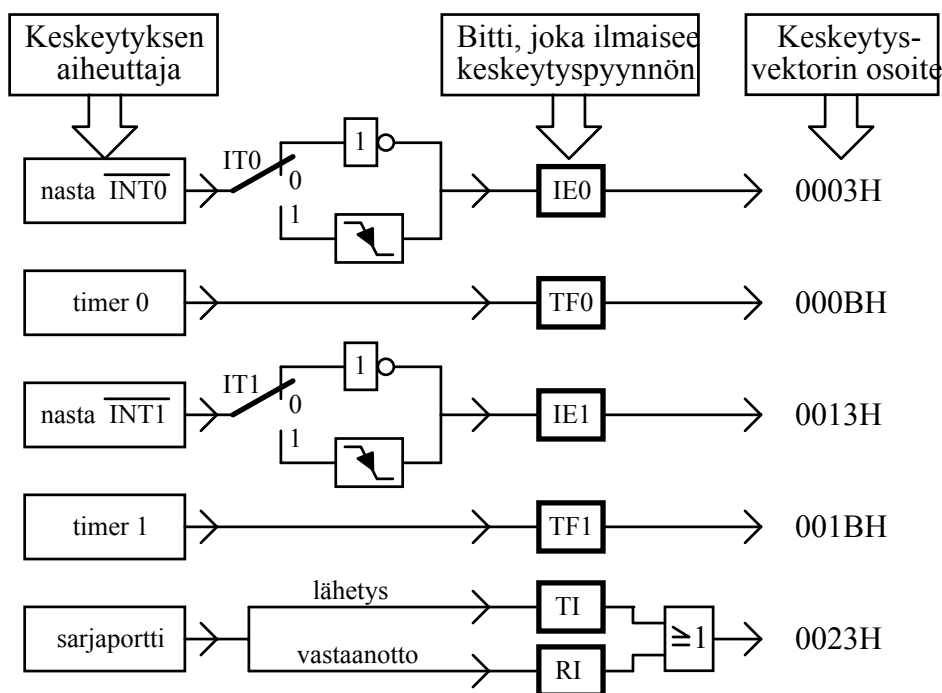 Keskeytyksen
aiheuttaja
Bitti, joka ilmaisee
keskeytyspyynnön
Keskeytys-
vektorin osoite
nasta INT0
IT0
0
1
1
IE0
0003H
timer 0
TF0
000BH
nasta INT1
IT1
0
1
1
IE1
0013H
timer 1
TF1
001BH
sarjaportti
lähetys
vastaanotto
TI
RI
≥1
0023H